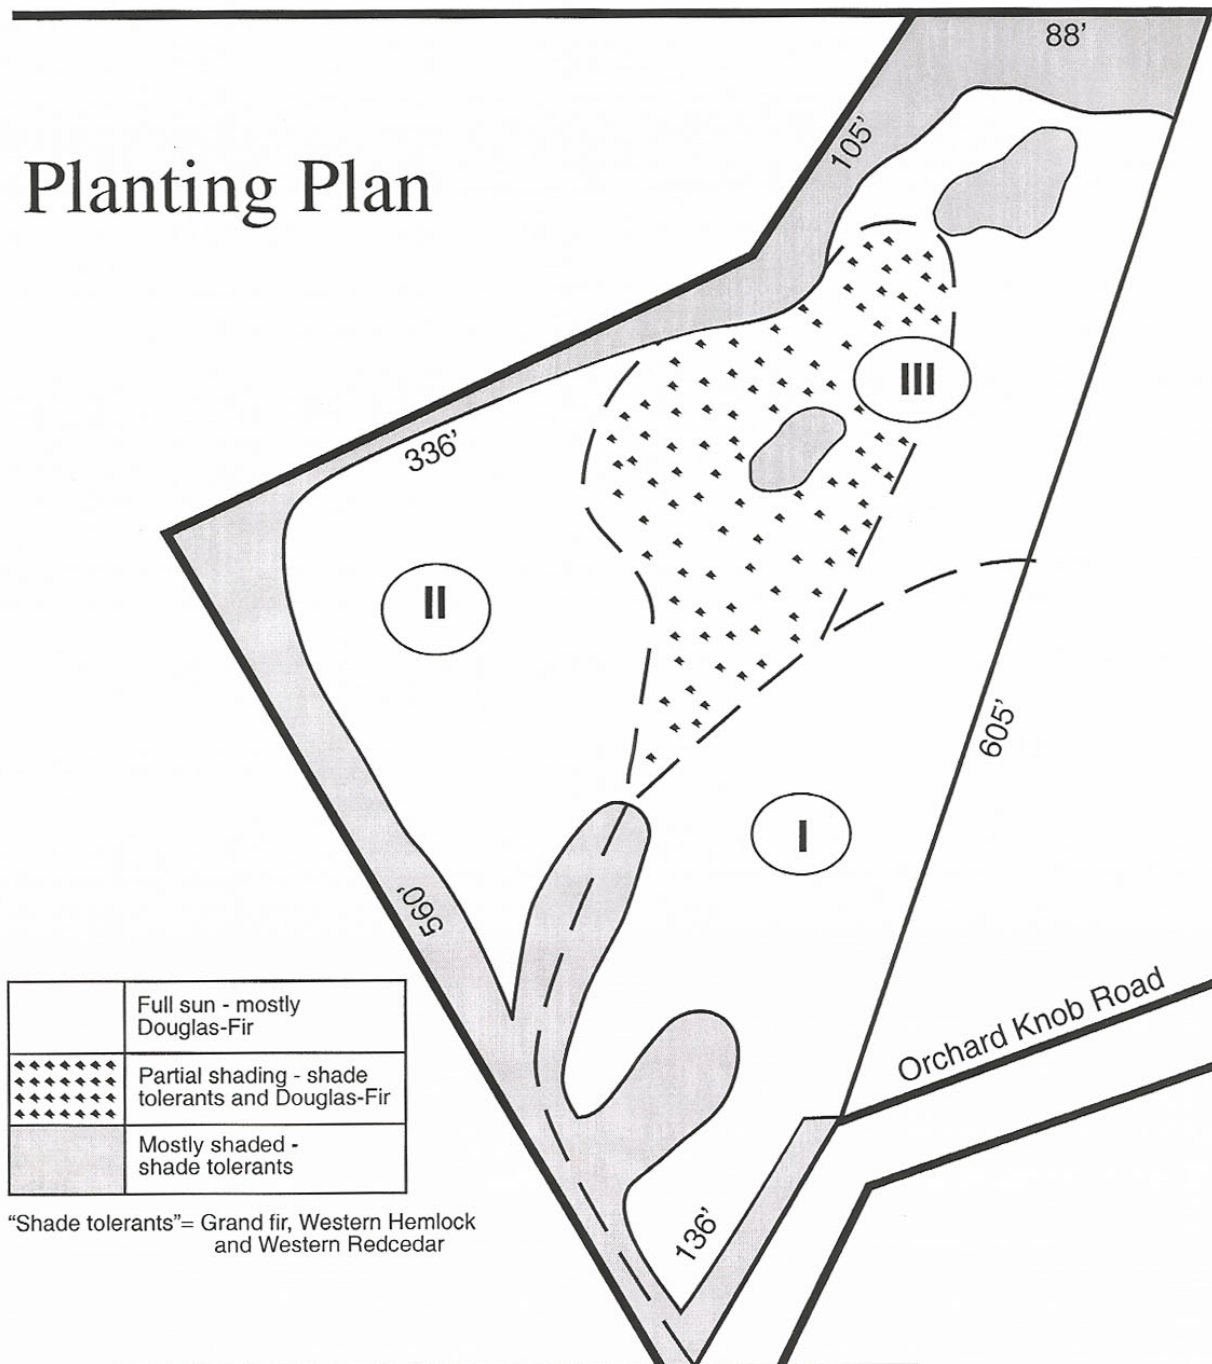 88’
105’
Planting Plan
III
336’
II
605’
I
560’
Orchard Knob Road
Full sun - mostly
Douglas-Fir
Partial shading - shade
tolerants and Douglas-Fir
Mostly shaded -
shade tolerants
“Shade tolerants”= Grand fir, Western Hemlock
and Western Redcedar
136’